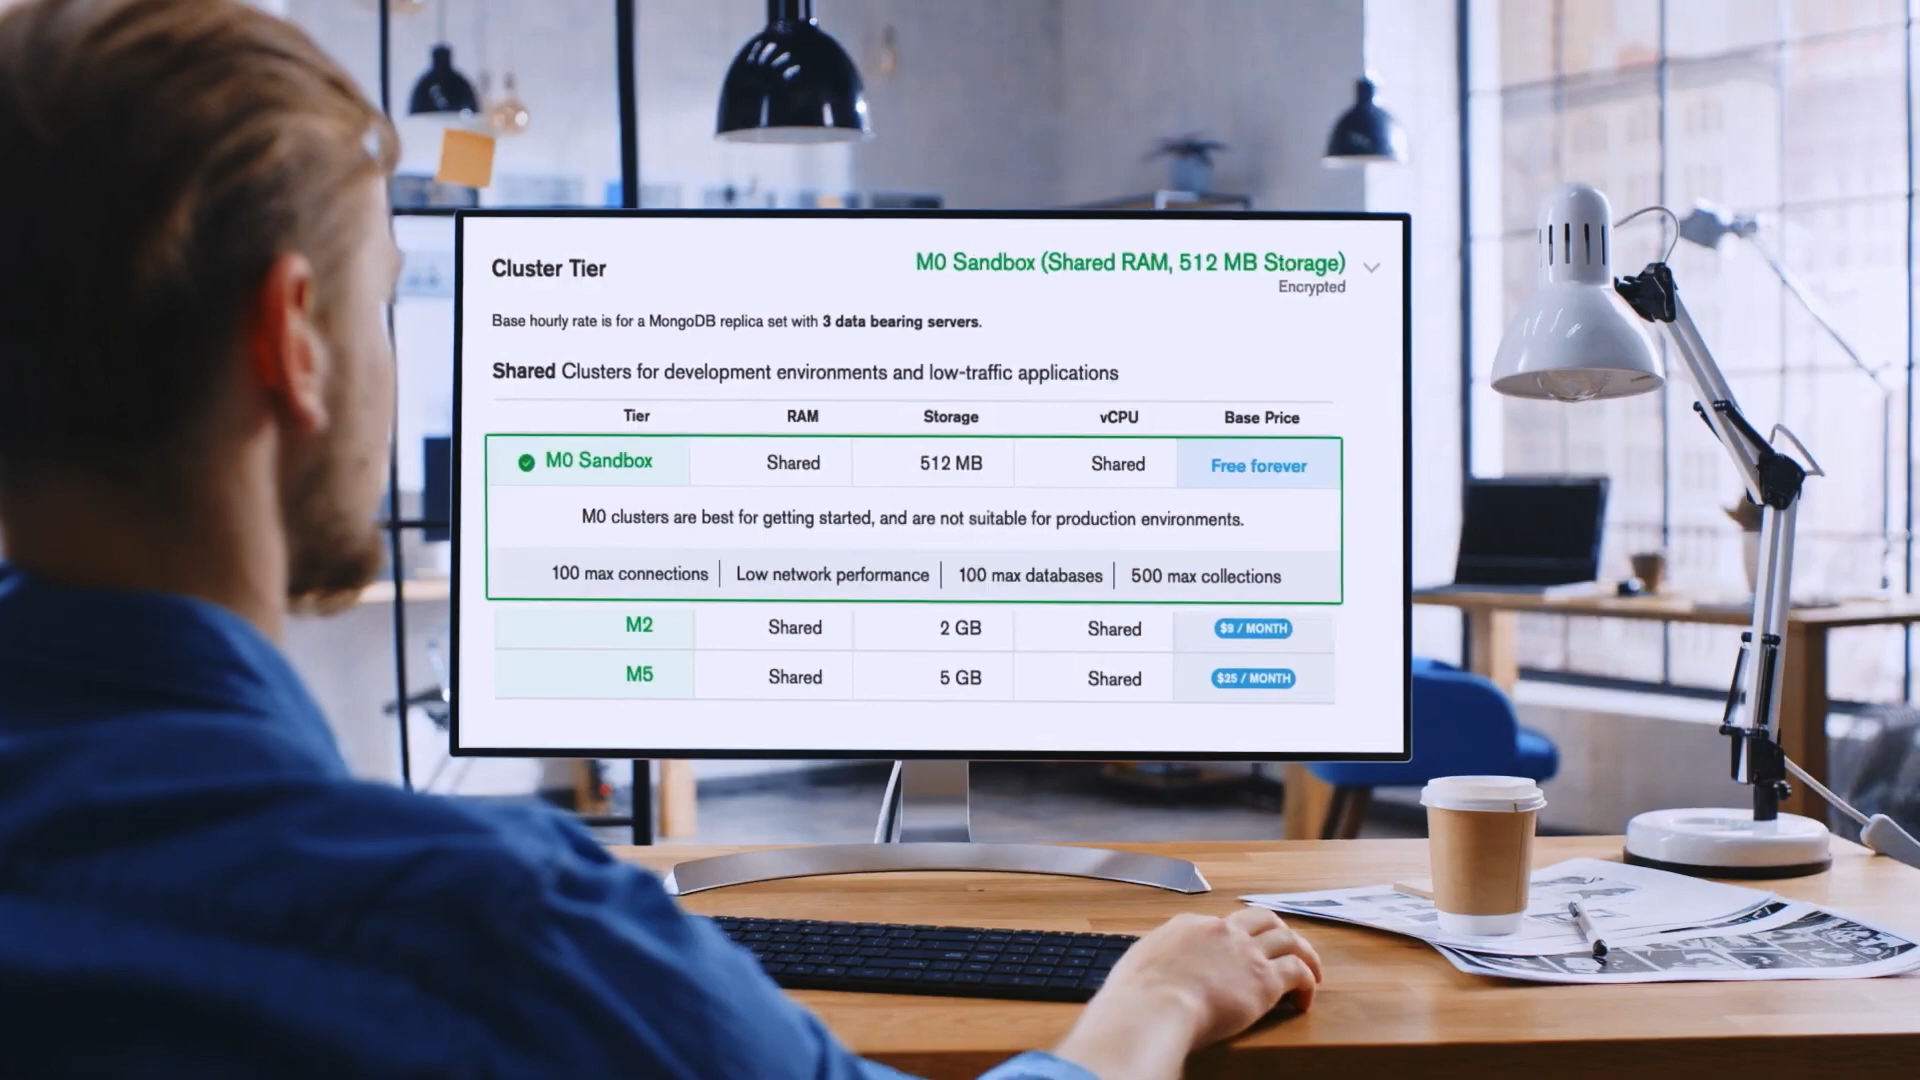 Cluster Tier
M0 Sandbox (Shared RAM, 512 MB Storage)
Encrypted
Base hourly rate is for a MongoDB replica set with 3 data bearing servers.
Shared Clusters for development environments and low-traffic applications
Tier RAM Storage vCPU Base Price
M0 Sandbox Shared 512 MB Shared Free forever
M0 clusters are best for getting started, and are not suitable for production environments.
100 max connections Low network performance 100 max databases 500 max collections
M2 Shared 2 GB Shared $9 / MONTH
M5 Shared 5 GB Shared $25 / MONTH